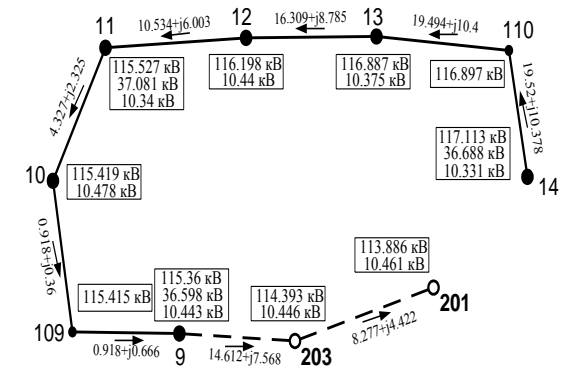 11
10.534+j6.003
12
16.309+j8.785
13
19.494+j10.4
110
115.527 кВ
37.081 кВ
10.34 кВ
116.198 кВ
10.44 кВ
116.887 кВ
10.375 кВ
116.897 кВ
4.327+j2.325
19.52+j10.378
117.113 кВ
36.688 кВ
10.331 кВ
14
10
115.419 кВ
10.478 кВ
0.918+j0.36
113.886 кВ
10.461 кВ
201
115.415 кВ
115.36 кВ
36.598 кВ
10.443 кВ
114.393 кВ
10.446 кВ
109
0.918+j0.666
9
14.612+j7.568
203
8.277+j4.422